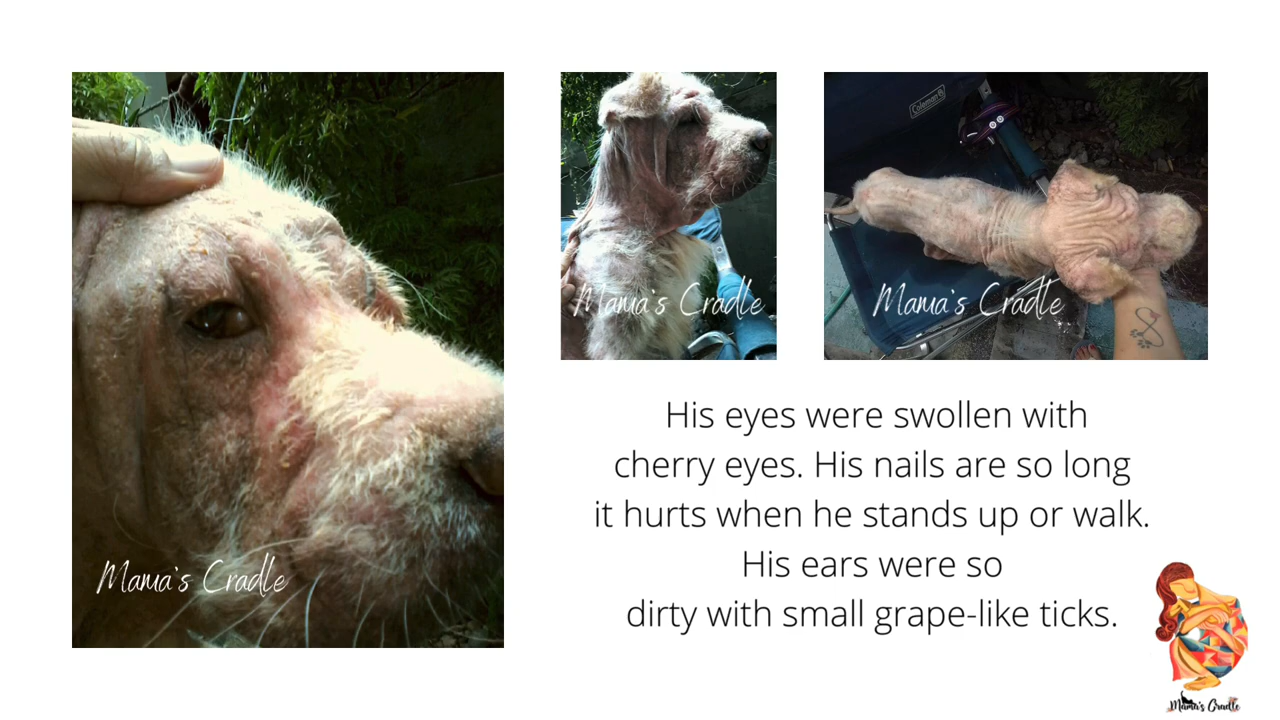 Coleman
Mama's Cradle
Mama's Cradle
Mama's Cradle
His eyes were swollen with
cherry eyes. His nails are so long
it hurts when he stands up or walk.
His ears were so
dirty with small grape-like ticks.
Mama's Cradle